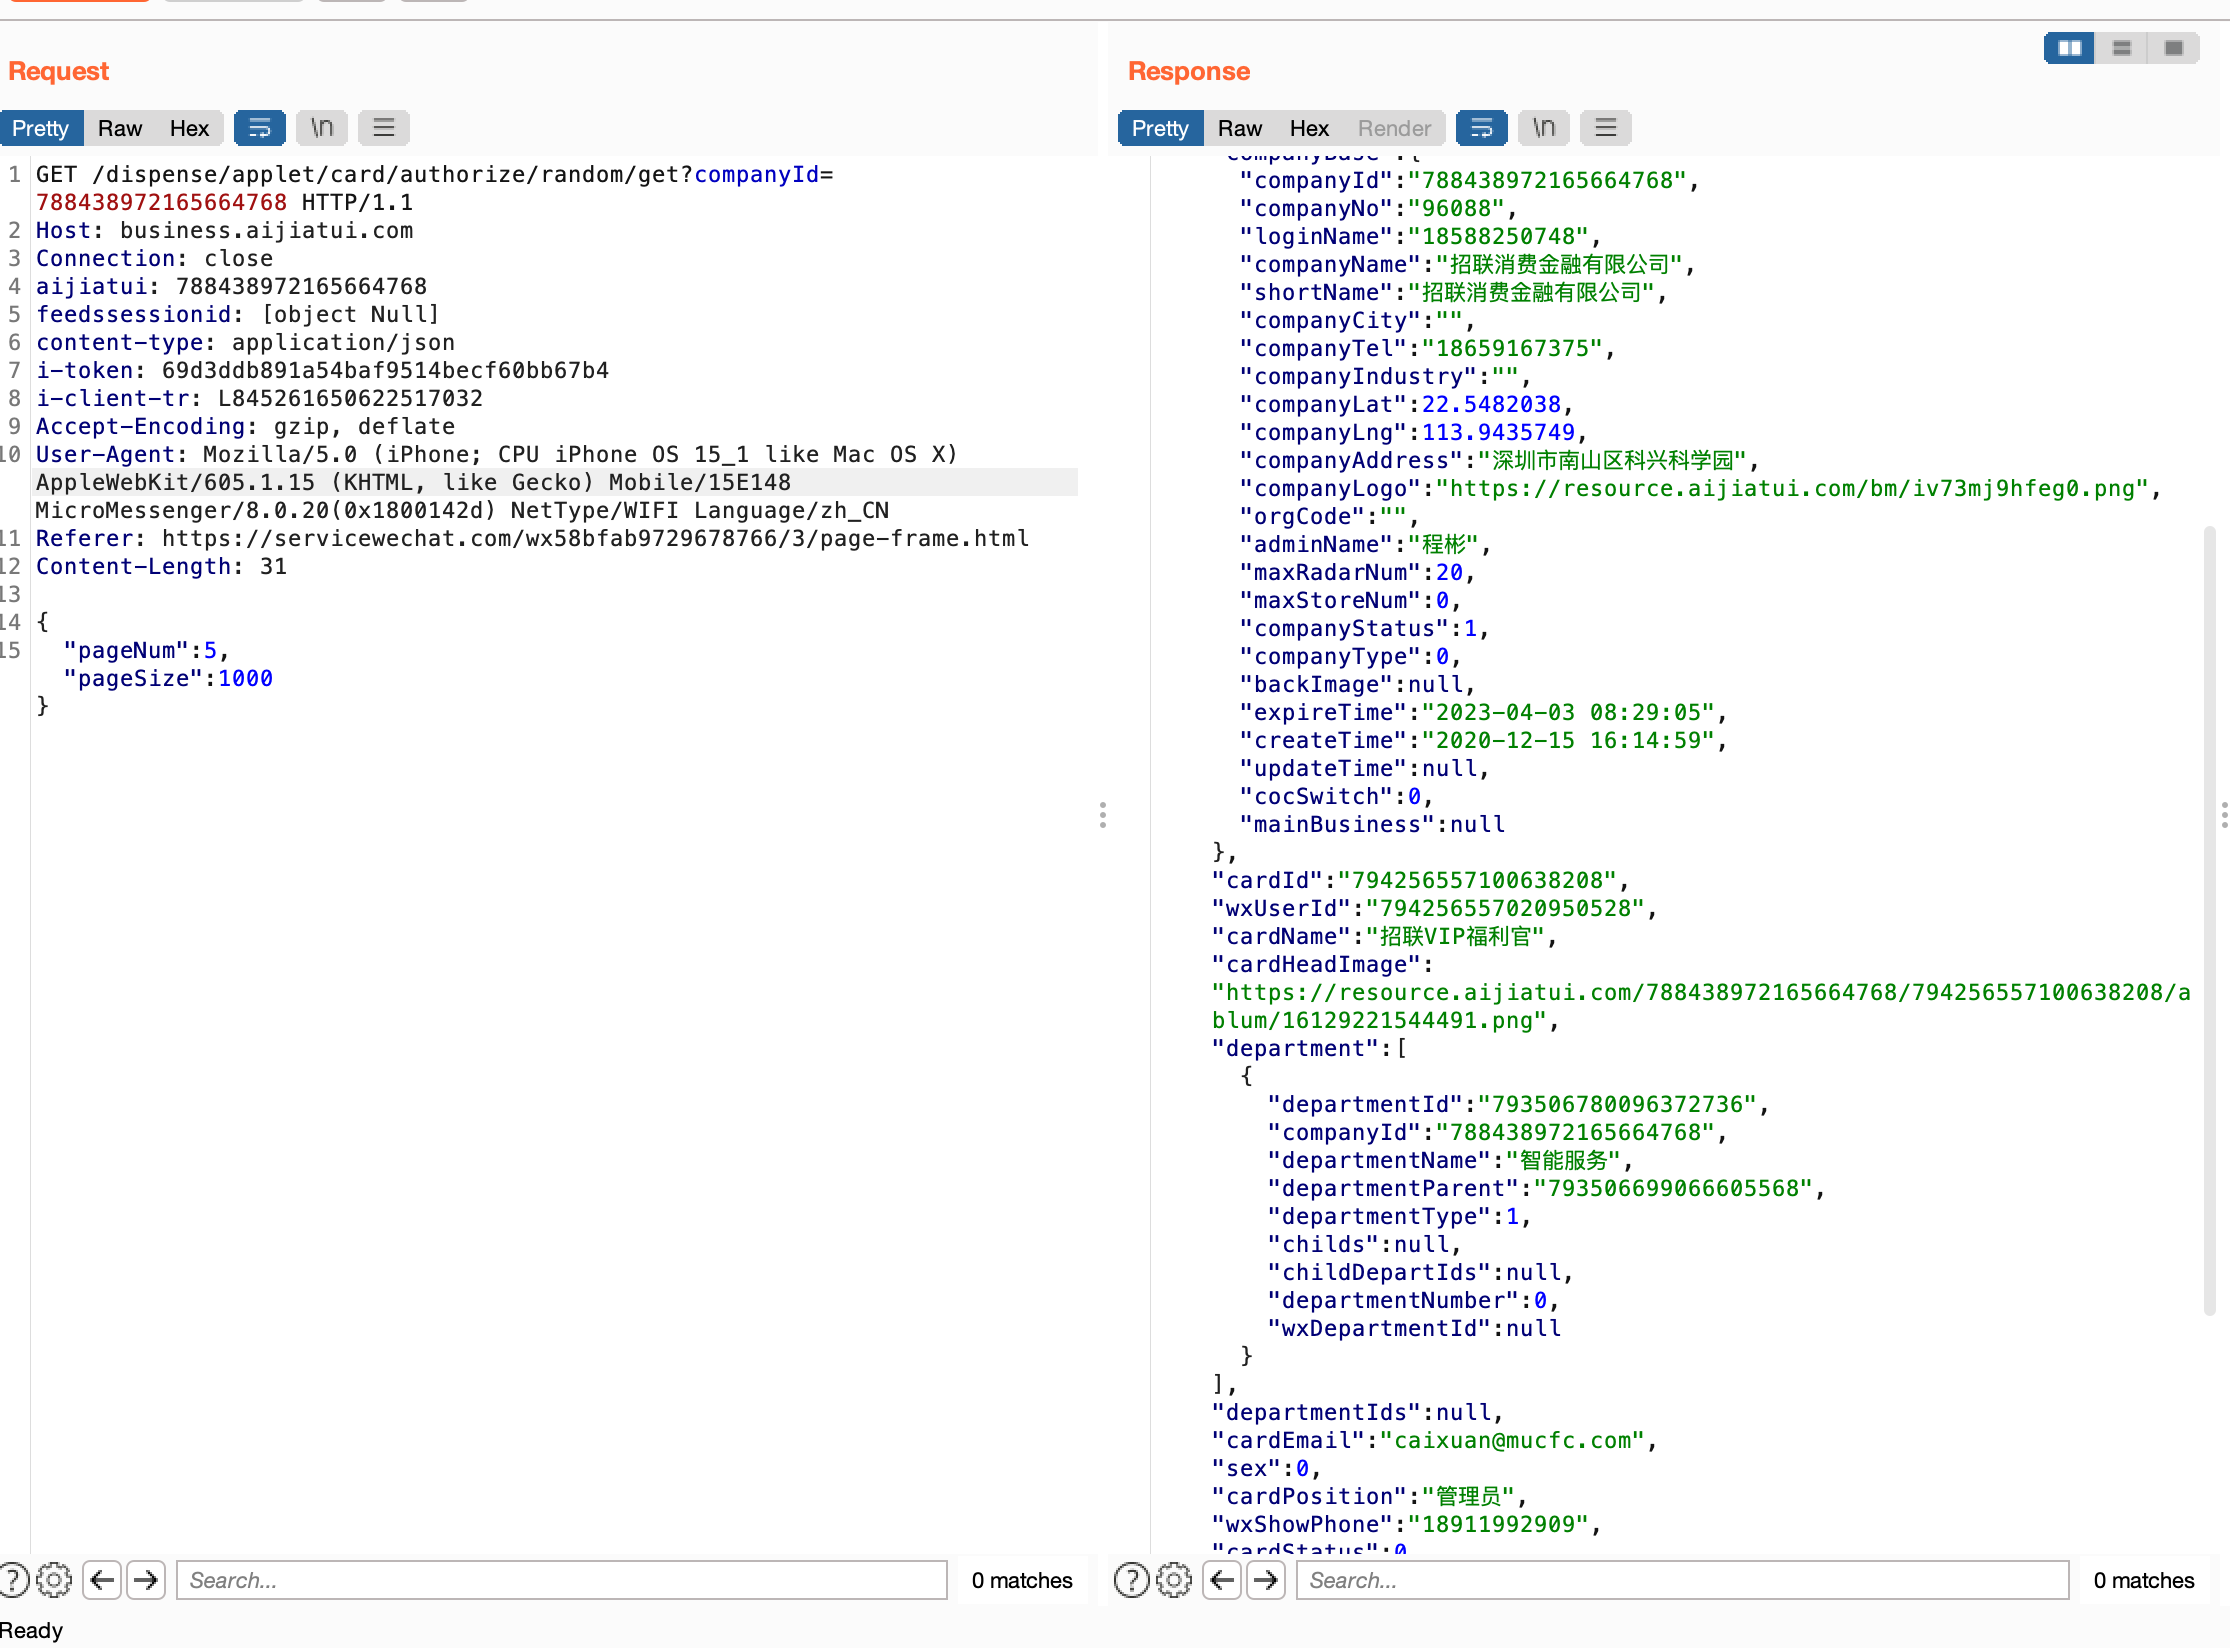 Request
Pretty Raw Hex \n
1 GET /dispense/applet/card/authorize/random/get?companyId=
788438972165664768 HTTP/1.1
2 Host: business.aijiatui.com
3 Connection: close
4 aijiatui: 788438972165664768
5 feedssessionid: [object Null]
6 content-type: application/json
7 i-token: 69d3ddb891a54baf9514becf60bb67b4
8 i-client-tr: L845261650622517032
9 Accept-Encoding: gzip, deflate
10 User-Agent: Mozilla/5.0 (iPhone; CPU iPhone OS 15_1 like Mac OS X)
AppleWebKit/605.1.15 (KHTML, like Gecko) Mobile/15E148
MicroMessenger/8.0.20(0x1800142d) NetType/WIFI Language/zh_CN
11 Referer: https://servicewechat.com/wx58bfab9729678766/3/page-frame.html
12 Content-Length: 31
13
14 {
15 "pageNum":5,
"pageSize":1000
}
Search...
0 matches
Ready
Response
Pretty Raw Hex Render \n
"companyBase":{
"companyId":"788438972165664768",
"companyNo":"96088",
"loginName":"18588250748",
"companyName":"招联消费金融有限公司",
"shortName":"招联消费金融有限公司",
"companyCity":"",
"companyTel":"18659167375",
"companyIndustry":"",
"companyLat":22.5482038,
"companyLng":113.9435749,
"companyAddress":"深圳市南山区科兴科学园",
"companyLogo":"https://resource.aijiatui.com/bm/iv73mj9hfeg0.png",
"orgCode":"",
"adminName":"程彬",
"maxRadarNum":20,
"maxStoreNum":0,
"companyStatus":1,
"companyType":0,
"backImage":null,
"expireTime":"2023-04-03 08:29:05",
"createTime":"2020-12-15 16:14:59",
"updateTime":null,
"cocSwitch":0,
"mainBusiness":null
},
"cardId":"794256557100638208",
"wxUserId":"794256557020950528",
"cardName":"招联VIP福利官",
"cardHeadImage":
"https://resource.aijiatui.com/788438972165664768/794256557100638208/a
blum/16129221544491.png",
"department":[
{
"departmentId":"793506780096372736",
"companyId":"788438972165664768",
"departmentName":"智能服务",
"departmentParent":"793506699066605568",
"departmentType":1,
"childs":null,
"childDepartIds":null,
"departmentNumber":0,
"wxDepartmentId":null
}
],
"departmentIds":null,
"cardEmail":"caixuan@mucfc.com",
"sex":0,
"cardPosition":"管理员",
"wxShowPhone":"18911992909",
"cardStatus":0
Search...
0 matches